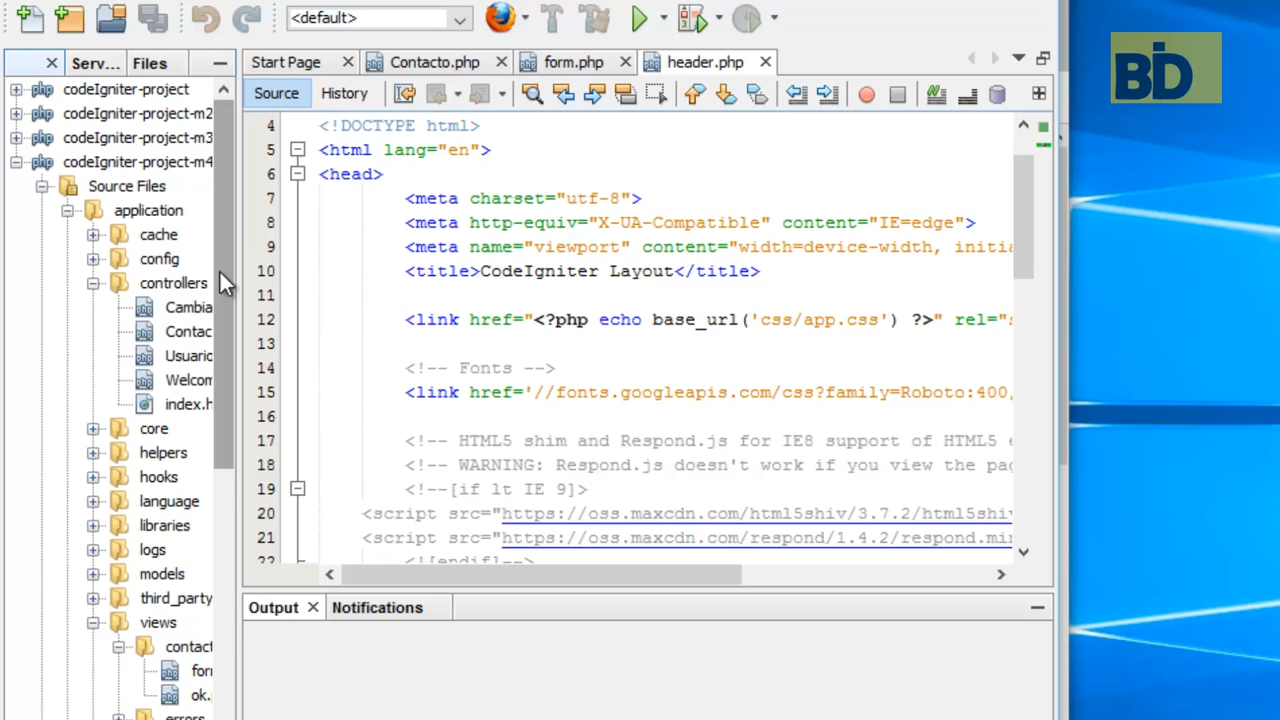 <default>
Serv...
Files
codeIgniter-project
codeIgniter-project-m2
codeIgniter-project-m3
codeIgniter-project-m4
Source Files
application
cache
config
controllers
Cambia
Contac
Usuario
Welcom
index.h
core
helpers
hooks
language
libraries
logs
models
third_party
views
contact
for
ok.
errors
Start Page
Contacto.php
form.php
header.php
Source
History
4 <!DOCTYPE html>
5 <html lang="en">
6 <head>
7 <meta charset="utf-8">
8 <meta http-equiv="X-UA-Compatible" content="IE=edge">
9 <meta name="viewport" content="width=device-width, initia
10 <title>CodeIgniter Layout</title>
11
12 <link href="<?php echo base_url('css/app.css') ?>" rel="s
13
14 <!-- Fonts -->
15 <link href='//fonts.googleapis.com/css?family=Roboto:400,
16
17 <!-- HTML5 shim and Respond.js for IE8 support of HTML5 e
18 <!-- WARNING: Respond.js doesn't work if you view the pag
19 <!--[if lt IE 9]>
20 <script src="https://oss.maxcdn.com/html5shiv/3.7.2/html5shiv
21 <script src="https://oss.maxcdn.com/respond/1.4.2/respond.min
22 <![endif]-->
Output
Notifications
BID